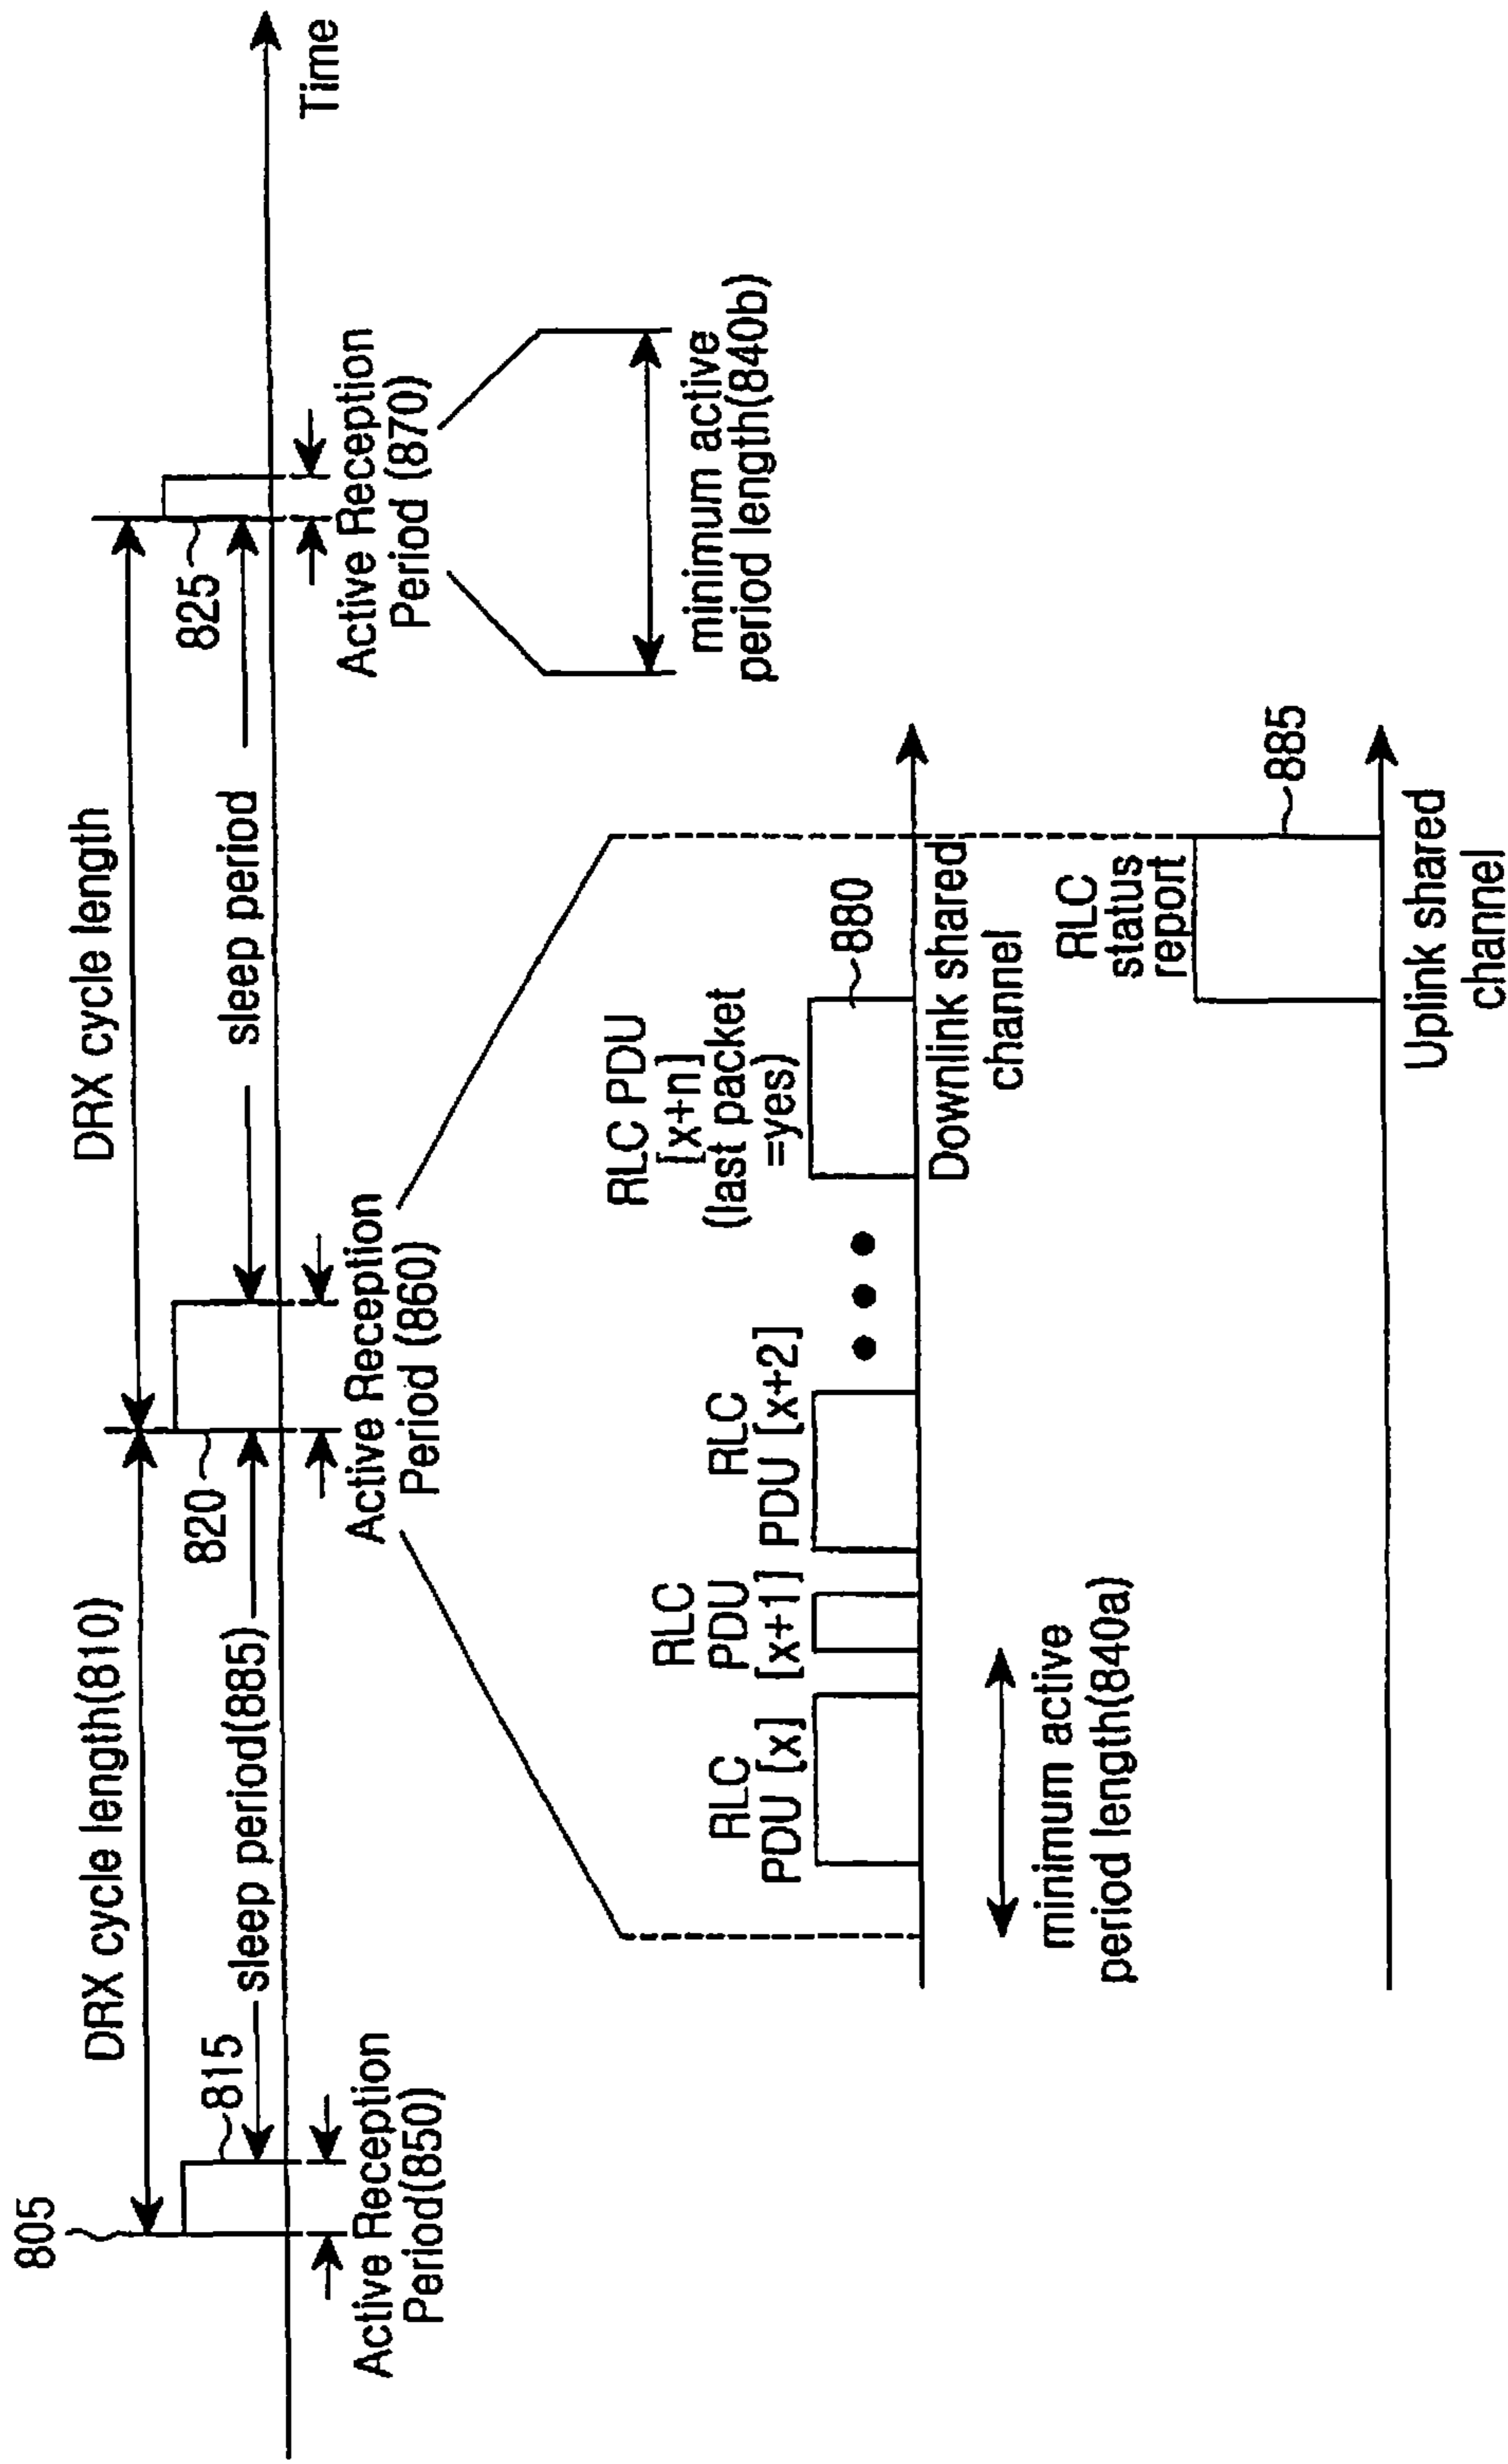 805
DRX cycle length(810)
DRX cycle length
815
820
825
sleep period(885)
sleep period
Time
Active Reception
Period(850)
Active Reception
Period (860)
Active Reception
Period (870)
minimum active
period length(840b)
RLC
PDU [x]
RLC
PDU
[x+1]
RLC
PDU [x+2]
RLC PDU
[x+n]
(last packet
=yes)
880
Downlink shared
channel
minimum active
period length(840a)
RLC
status
report
885
Uplink shared
channel